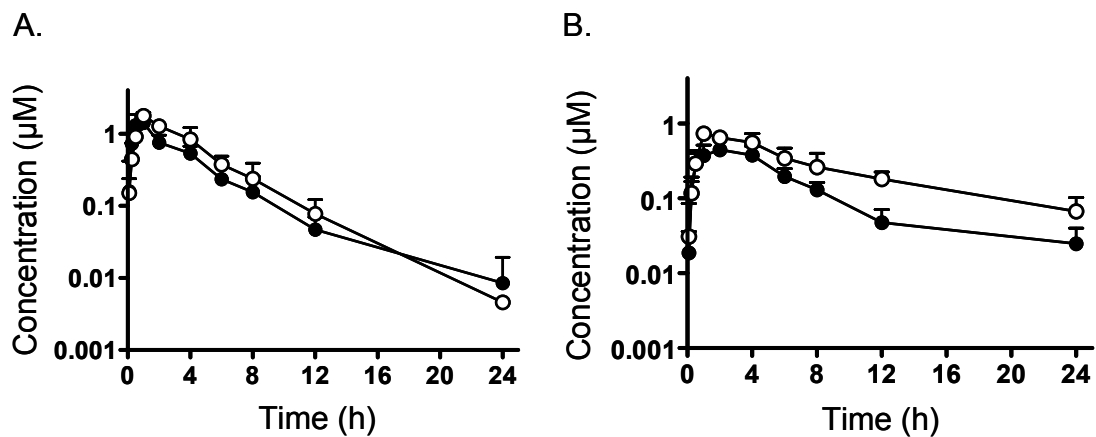 A.
Concentration (µM)
1
0.1
0.01
0.001
0 4 8 12 16 20 24
Time (h)
B.
Concentration (µM)
1
0.1
0.01
0.001
0 4 8 12 16 20 24
Time (h)